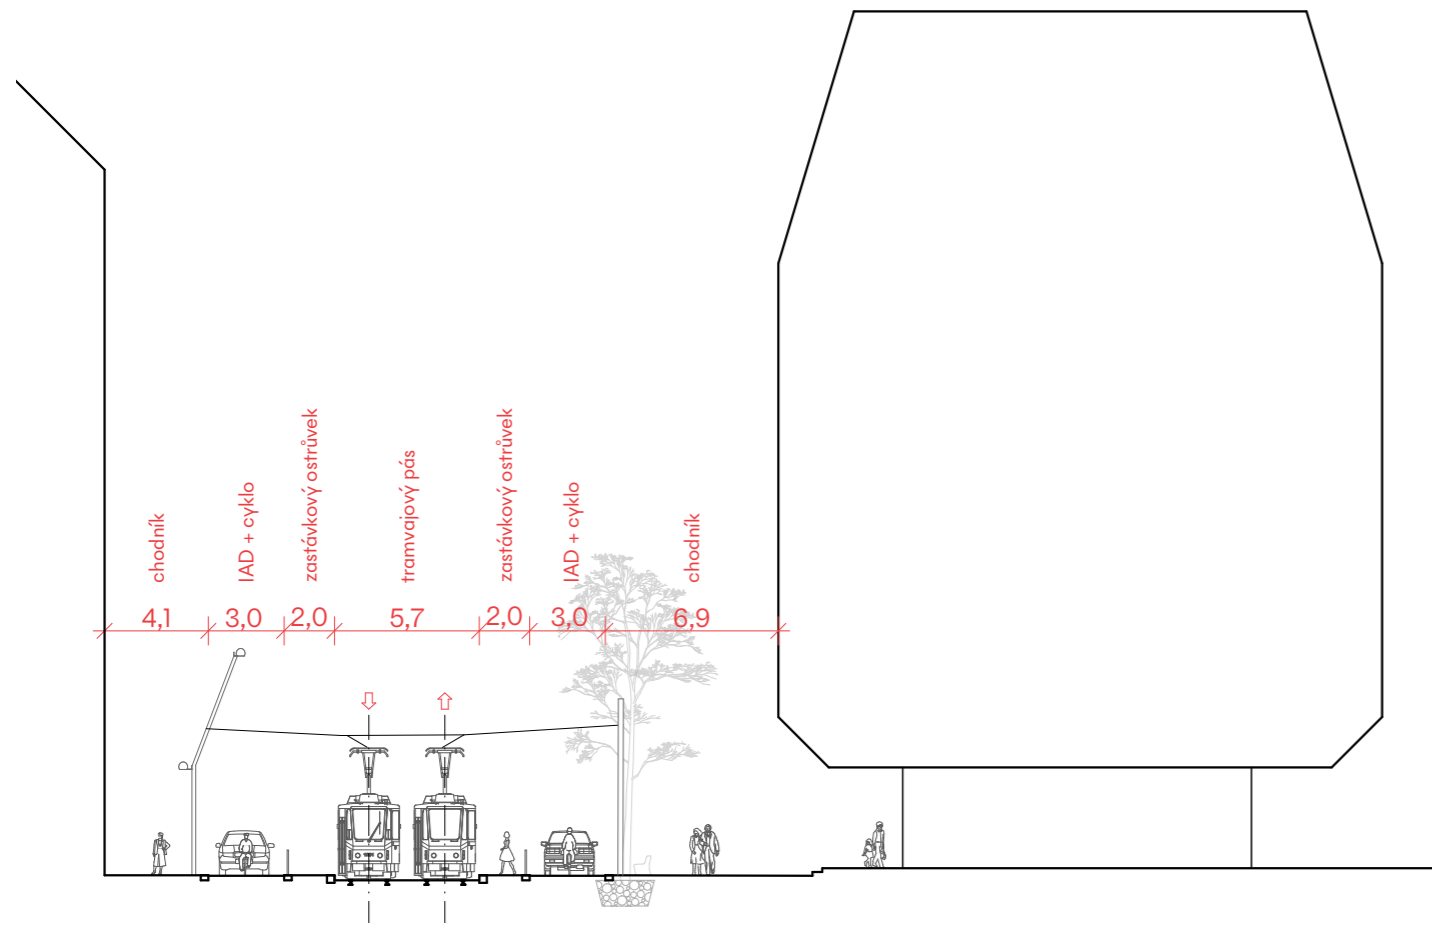 chodník
IAD + cyklo
zastávkový ostrůvek
tramvajový pás
zastávkový ostrůvek
IAD + cyklo
chodník
4,1
3,0
2,0
5,7
2,0
3,0
6,9